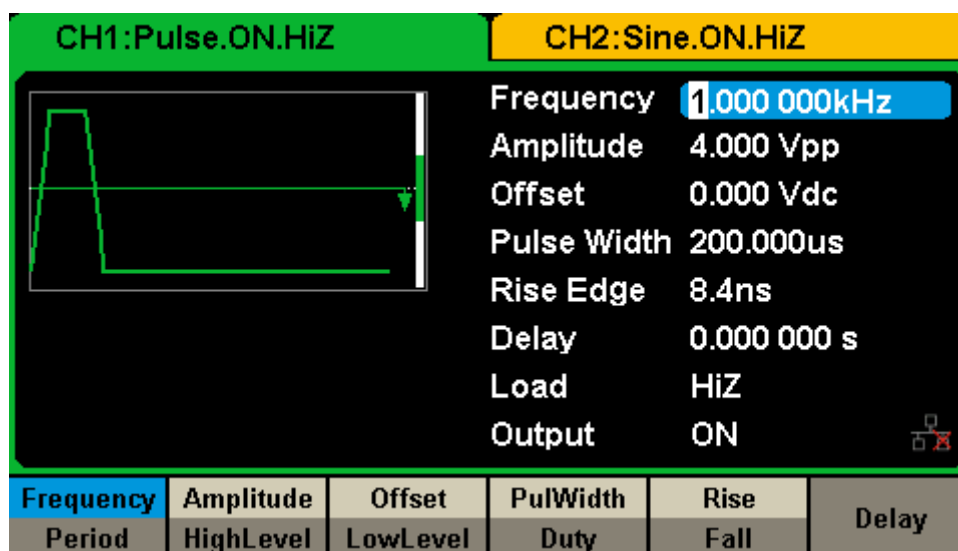 CH1:Pulse.ON.HiZ CH2:Sine.ON.HiZ
Frequency 1.000 000kHz
Amplitude 4.000 Vpp
Offset 0.000 Vdc
Pulse Width 200.000us
Rise Edge 8.4ns
Delay 0.000 000 s
Load HiZ
Output ON
Frequency Amplitude Offset PulWidth Rise Delay
Period HighLevel LowLevel Duty Fall